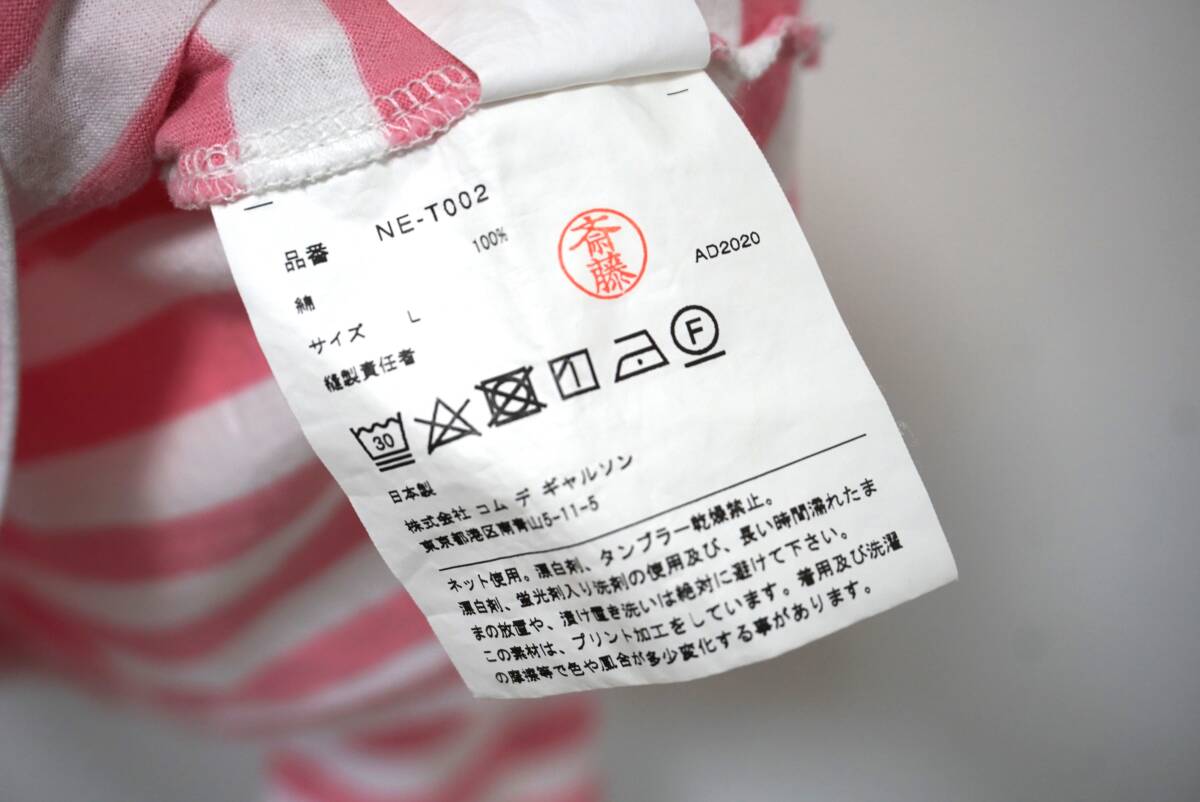 品番 NE-T002
綿 100%
サイズ L
縫製責任者
斎藤
AD2020
30
F
日本製
株式会社 コム デ ギャルソン
東京都港区南青山5-11-5
ネット使用。漂白剤、タンブラー乾燥禁止。
漂白剤、蛍光剤入り洗剤の使用及び、長い時間濡れたま
まの放置や、漬け置き洗いは絶対に避けて下さい。
この素材は、プリント加工をしています。着用及び洗濯
の摩擦等で色や風合が多少変化する事があります。